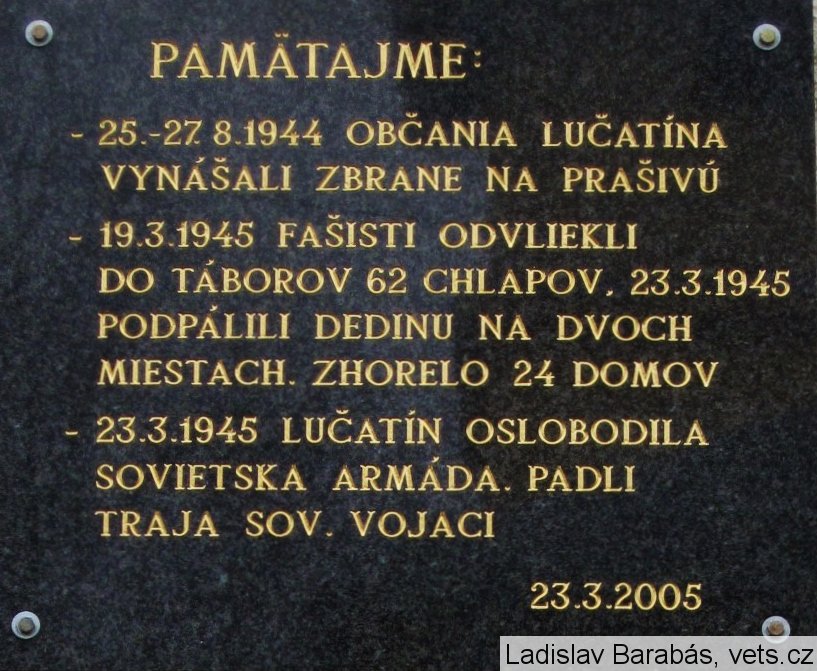 PAMÄTAJME:
- 25.-27. 8.1944 OBČANIA LUČATÍNA
VYNÁŠALI ZBRANE NA PRAŠIVÚ
- 19.3.1945 FAŠISTI ODVLIEKLI
DO TÁBOROV 62 CHLAPOV, 23.3.1945
PODPÁLILI DEDINU NA DVOCH
MIESTACH. ZHORELO 24 DOMOV
- 23.3.1945 LUČATÍN OSLOBODILA
SOVIETSKA ARMÁDA. PADLI
TRAJA SOV. VOJACI
23.3.2005
Ladislav Barabás, vets.cz